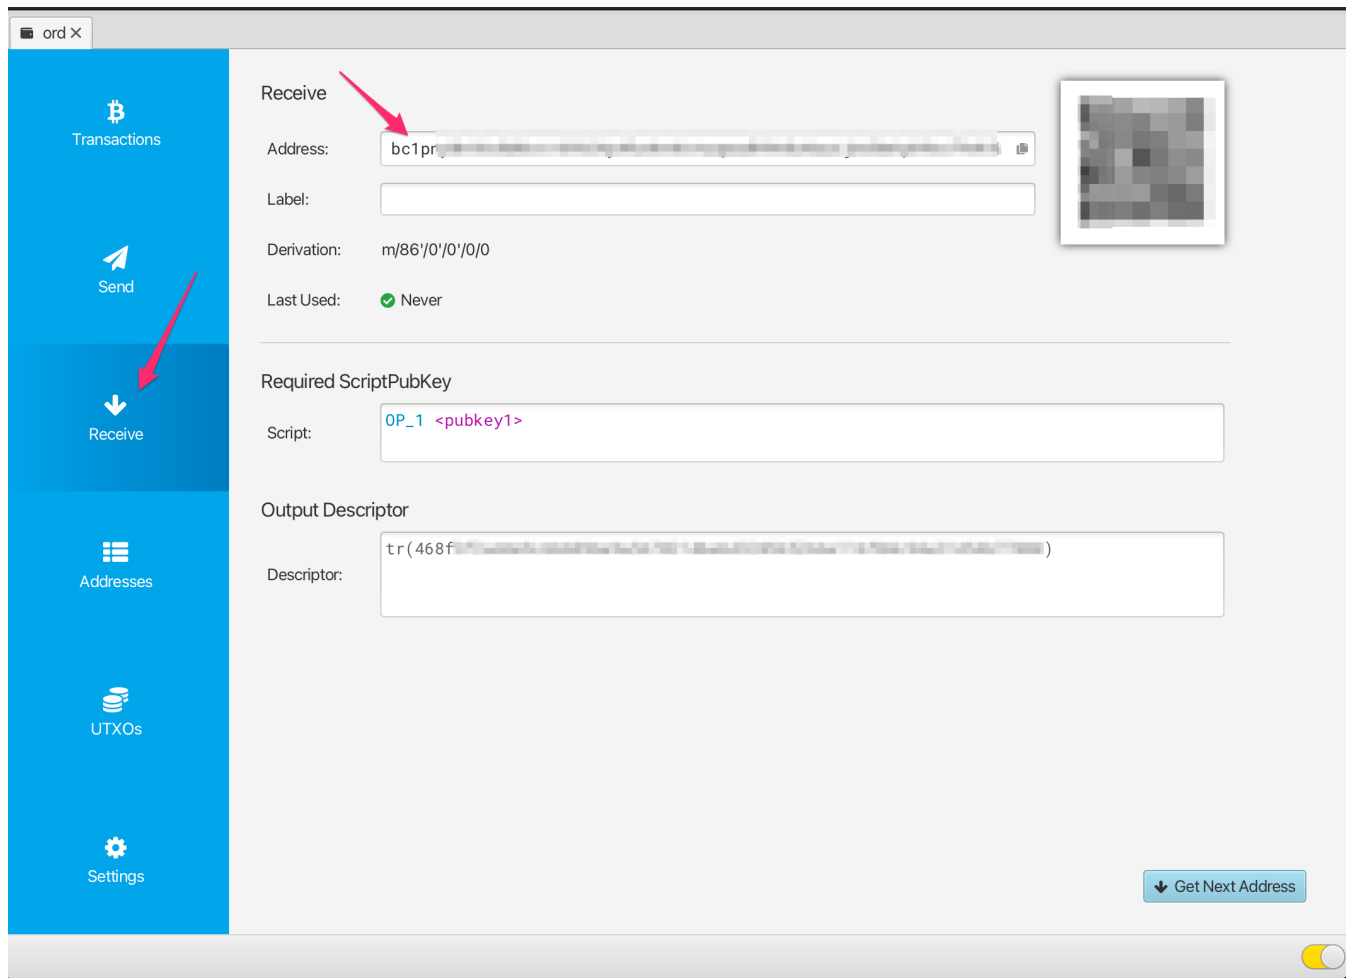 ord
Transactions
Send
Receive
Addresses
UTXOs
Settings
Receive
Address: bc1pr
Label:
Derivation: m/86'/0'/0'/0/0
Last Used: Never
Required ScriptPubKey
Script: OP_1 <pubkey1>
Output Descriptor
Descriptor: tr(468f )
Get Next Address